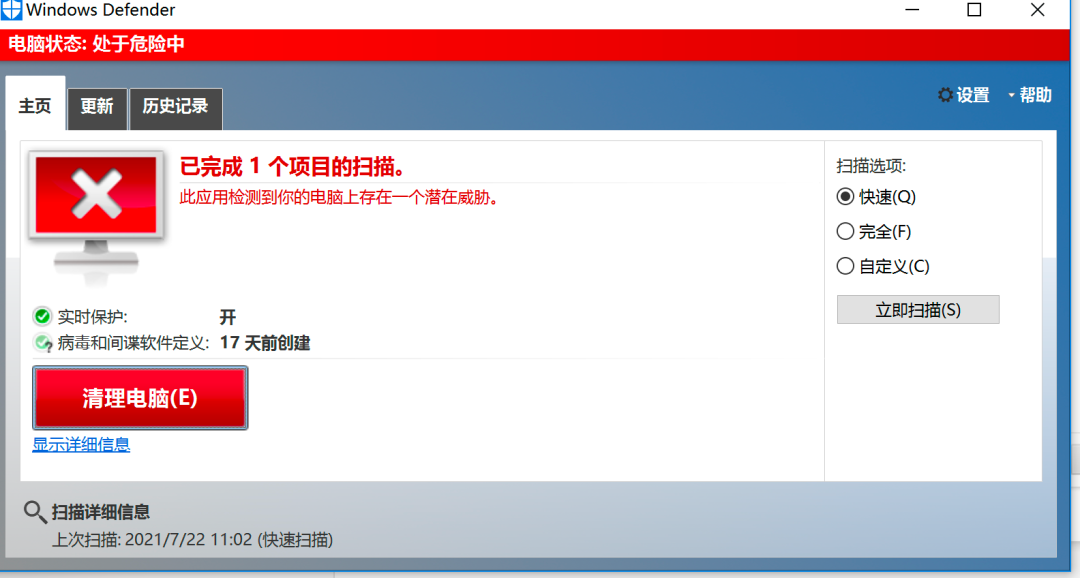 Windows Defender
电脑状态: 处于危险中
主页
更新
历史记录
设置
帮助
已完成 1 个项目的扫描。
此应用检测到你的电脑上存在一个潜在威胁。
实时保护: 开
病毒和间谍软件定义: 17 天前创建
清理电脑(E)
显示详细信息
扫描选项:
快速(Q)
完全(F)
自定义(C)
立即扫描(S)
扫描详细信息
上次扫描: 2021/7/22 11:02 (快速扫描)